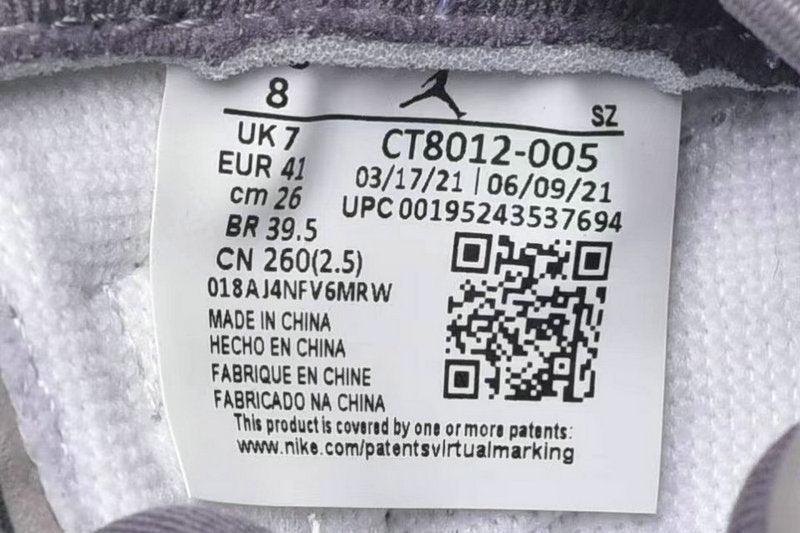 8
SZ
UK 7
CT8012-005
EUR 41
03/17/21 | 06/09/21
cm 26
UPC 00195243537694
BR 39.5
CN 260(2.5)
018AJ4NFV6MRW
MADE IN CHINA
HECHO EN CHINA
FABRIQUE EN CHINE
FABRICADO NA CHINA
This product is covered by one or more patents:
www.nike.com/patentsvirtualmarking